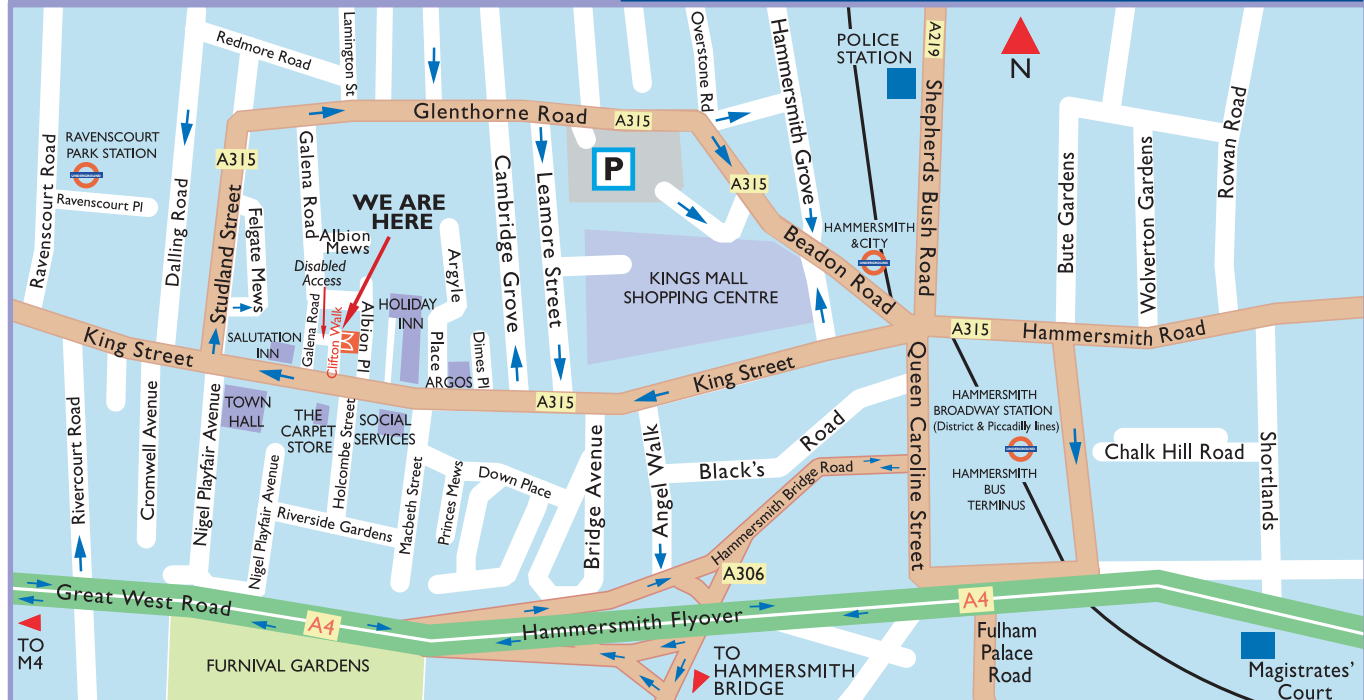 Redmore Road
Lamington St
Overstone Rd
Hammersmith Grove
POLICE
STATION
A219
N
Shepherds Bush Road
Rowan Road
Glenthorne Road
A315
P
RAVENSCOURT
PARK STATION
UNDERGROUND
Ravenscourt Road
Ravenscourt Pl
Dalling Road
A315
Studland Street
Felgate Mews
Galena Road
WE ARE
HERE
Albion
Mews
Disabled
Access
Galena Road
Clifton Walk
Albion Pl
HOLIDAY
INN
Argyle
Place
Dimes Pl
ARGOS
Cambridge Grove
Leamore Street
A315
Beadon Road
HAMMERSMITH
&CITY
UNDERGROUND
KINGS MALL
SHOPPING CENTRE
Bute Gardens
Wolverton Gardens
King Street
SALUTATION
INN
A315
King Street
A315
Hammersmith Road
TOWN
HALL
THE
CARPET
STORE
SOCIAL
SERVICES
Rivercourt Road
Cromwell Avenue
Nigel Playfair Avenue
Nigel Playfair Avenue
Holcombe Street
Riverside Gardens
Macbeth Street
Princes Mews
Down Place
Bridge Avenue
Angel Walk
Black's
Road
Hammersmith Bridge Road
Queen Caroline Street
HAMMERSMITH
BROADWAY STATION
(District & Piccadilly lines)
UNDERGROUND
HAMMERSMITH
BUS
TERMINUS
Chalk Hill Road
Shortlands
A306
Great West Road
A4
Hammersmith Flyover
A4
TO
M4
FURNIVAL GARDENS
TO
HAMMERSMITH
BRIDGE
Fulham
Palace
Road
Magistrates'
Court